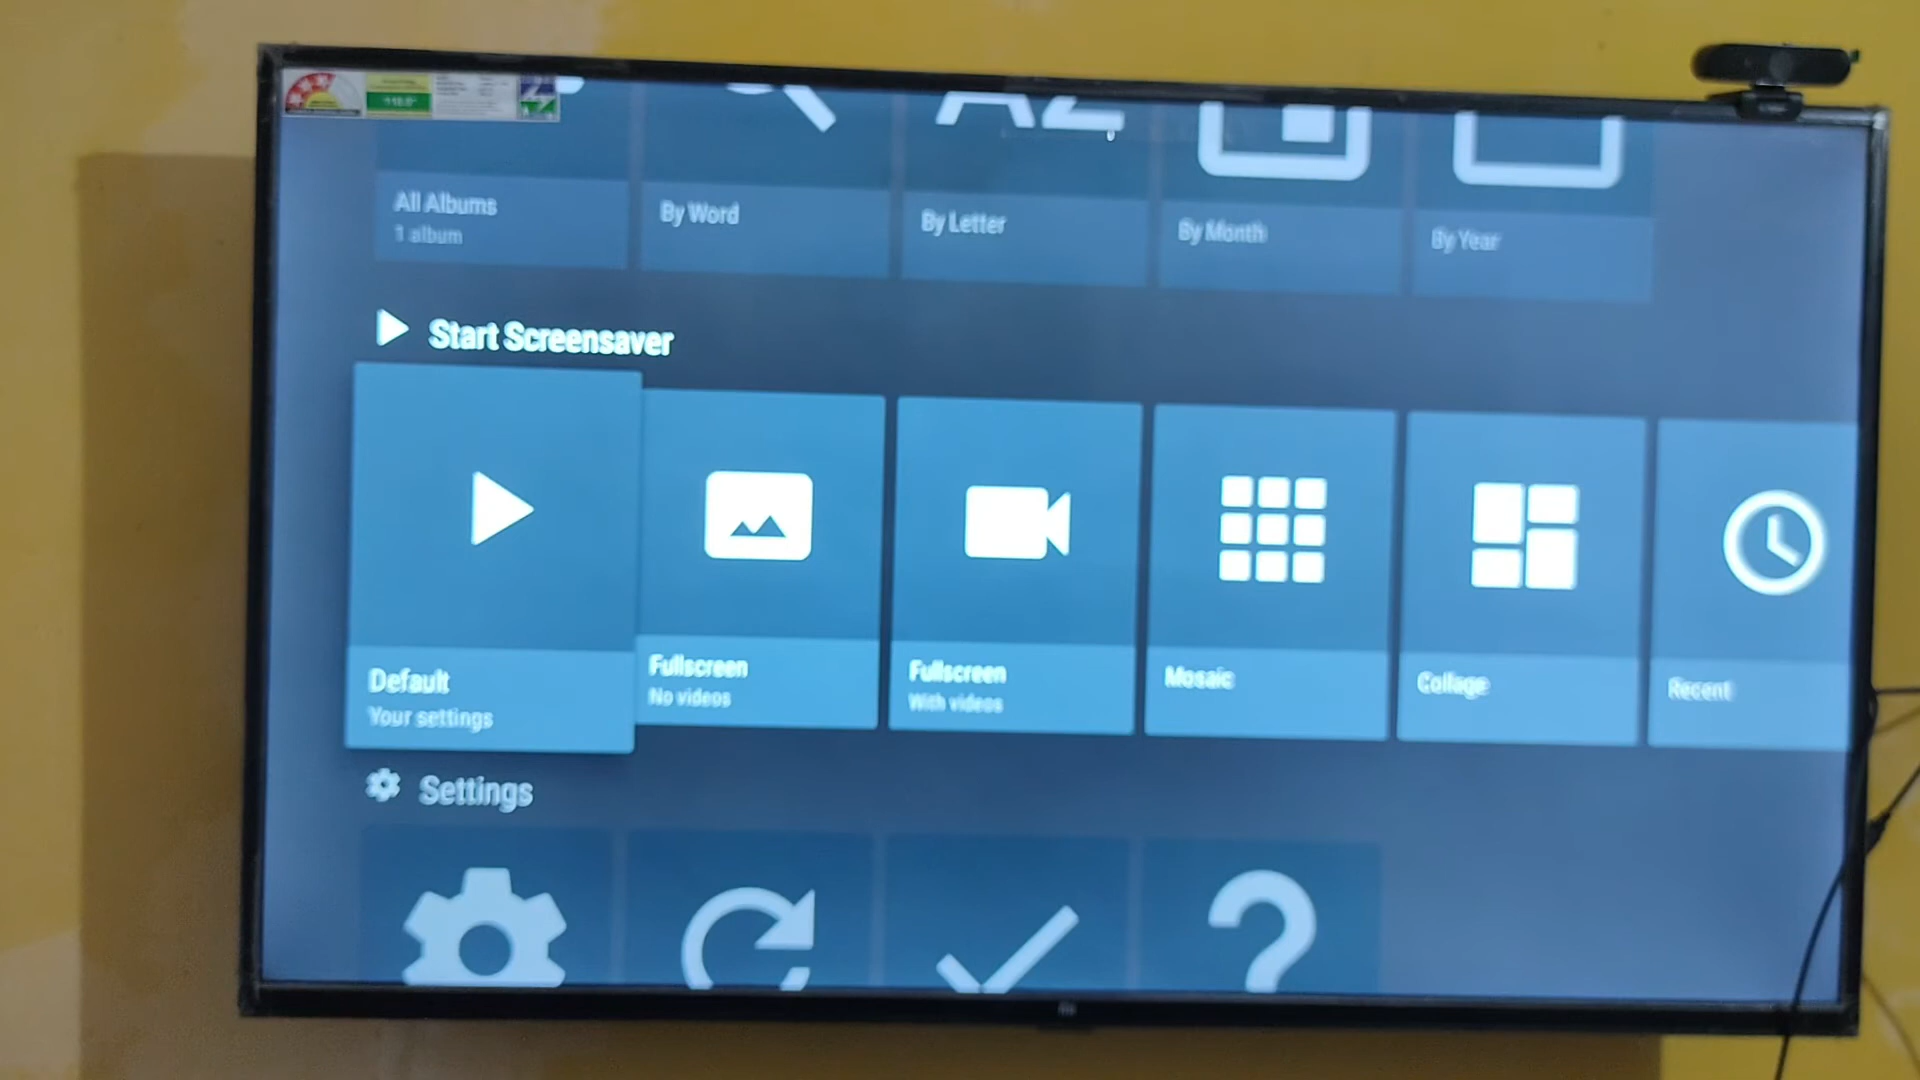 All Albums
1 album
By Word
By Letter
By Month
By Year
Start Screensaver
Default
Your settings
Fullscreen
No videos
Fullscreen
With videos
Mosaic
Collage
Recent
Settings